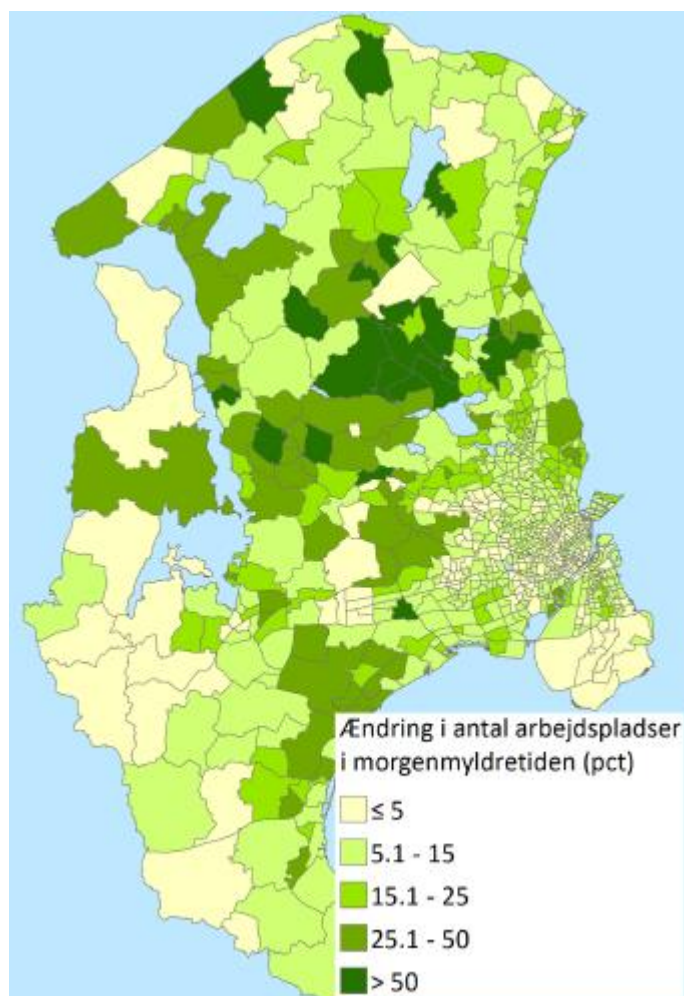 Ændring i antal arbejdspladser
i morgenmyldretiden (pct)
≤ 5
5.1 - 15
15.1 - 25
25.1 - 50
> 50